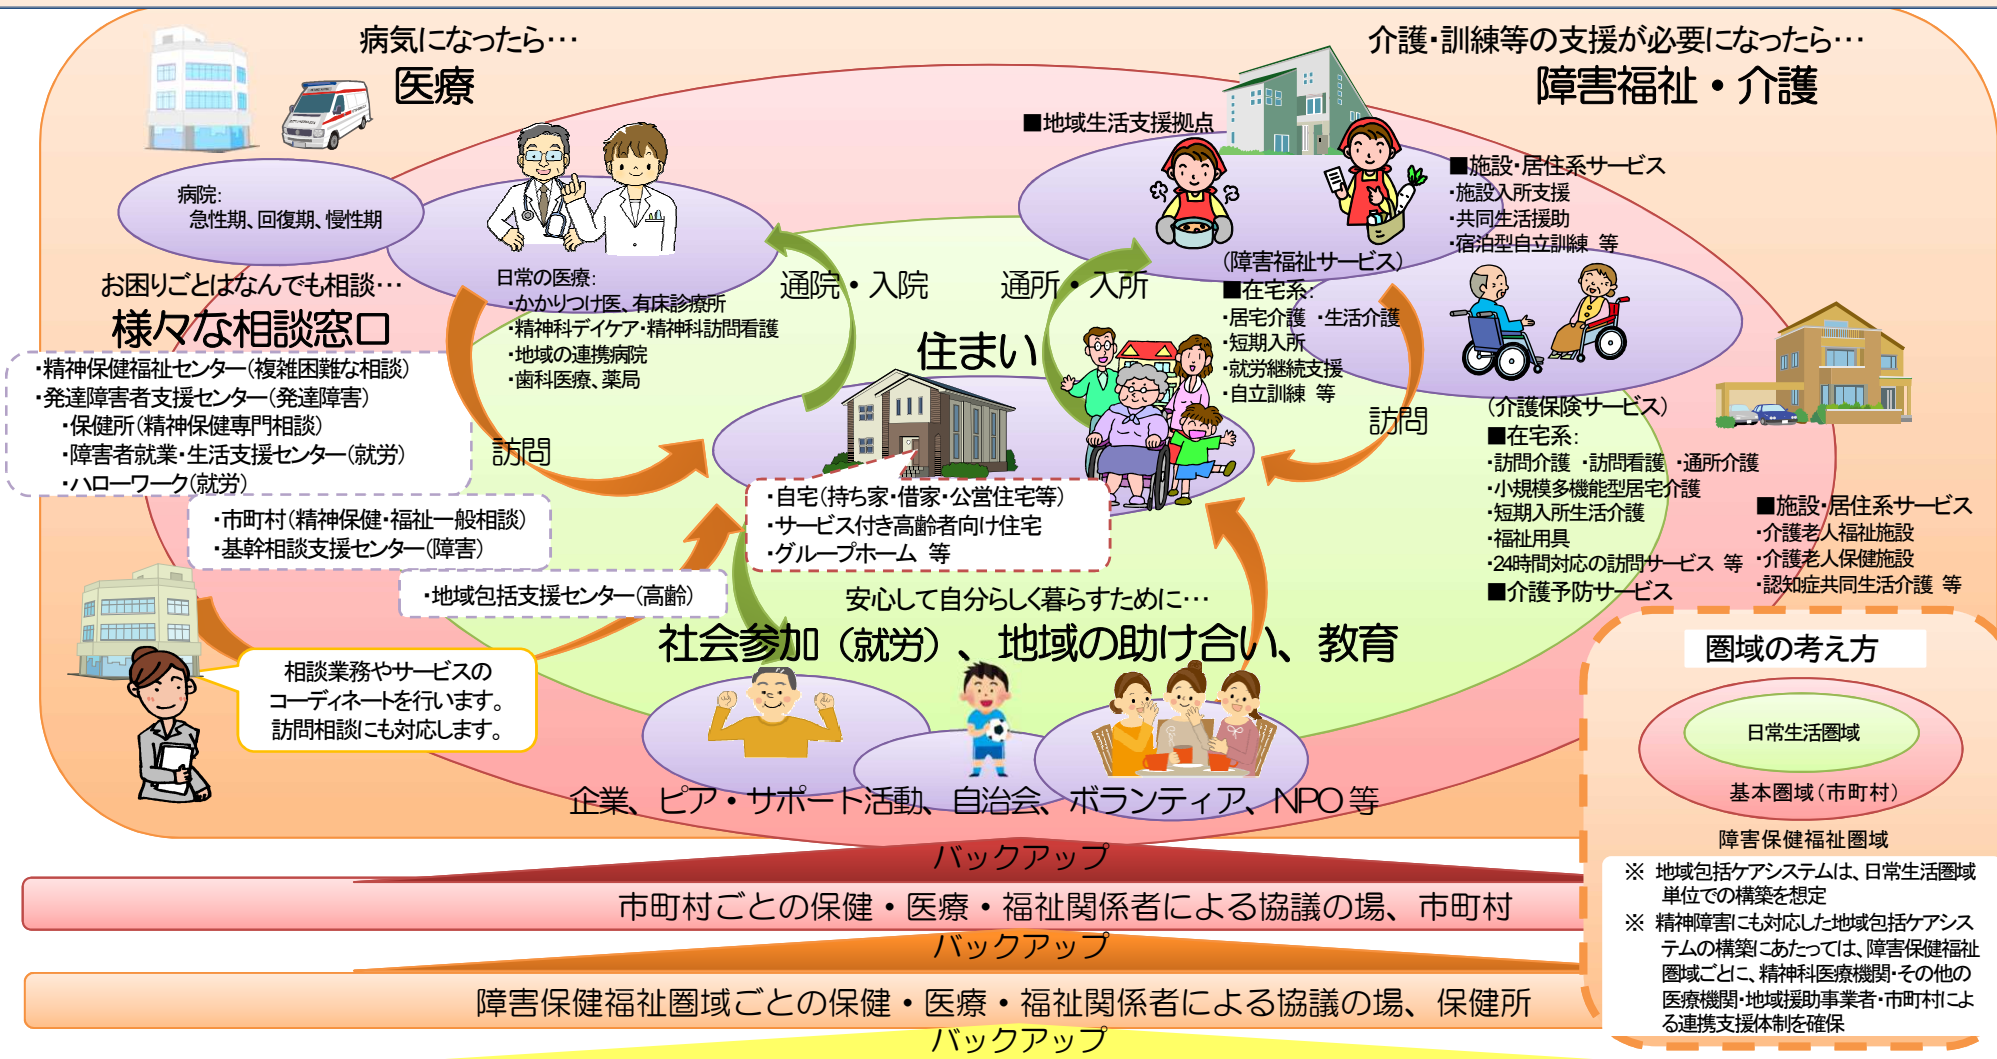 病気になったら…
医療
病院:
急性期、回復期、慢性期
日常の医療:
・かかりつけ医、有床診療所
・精神科デイケア・精神科訪問看護
・地域の連携病院
・歯科医療、薬局
介護・訓練等の支援が必要になったら…
障害福祉・介護
■地域生活支援拠点
■施設・居住系サービス
・施設入所支援
・共同生活援助
・宿泊型自立訓練 等
(障害福祉サービス)
■在宅系:
・居宅介護 ・生活介護
・短期入所
・就労継続支援
・自立訓練 等
(介護保険サービス)
■在宅系:
・訪問介護 ・訪問看護 ・通所介護
・小規模多機能型居宅介護
・短期入所生活介護
・福祉用具
・24時間対応の訪問サービス 等
■介護予防サービス
■施設・居住系サービス
・介護老人福祉施設
・介護老人保健施設
・認知症共同生活介護 等
通院・入院
通所・入所
訪問
訪問
住まい
・自宅(持ち家・借家・公営住宅等)
・サービス付き高齢者向け住宅
・グループホーム 等
お困りごとはなんでも相談…
様々な相談窓口
・精神保健福祉センター(複雑困難な相談)
・発達障害者支援センター(発達障害)
・保健所(精神保健専門相談)
・障害者就業・生活支援センター(就労)
・ハローワーク(就労)
・市町村(精神保健・福祉一般相談)
・基幹相談支援センター(障害)
・地域包括支援センター(高齢)
相談業務やサービスの
コーディネートを行います。
訪問相談にも対応します。
安心して自分らしく暮らすために…
社会参加（就労）、地域の助け合い、教育
企業、ピア・サポート活動、自治会、ボランティア、NPO等
バックアップ
市町村ごとの保健・医療・福祉関係者による協議の場、市町村
バックアップ
障害保健福祉圏域ごとの保健・医療・福祉関係者による協議の場、保健所
バックアップ
圏域の考え方
日常生活圏域
基本圏域（市町村）
障害保健福祉圏域
※ 地域包括ケアシステムは、日常生活圏域
単位での構築を想定
※ 精神障害にも対応した地域包括ケアシス
テムの構築にあたっては、障害保健福祉
圏域ごとに、精神科医療機関・その他の
医療機関・地域援助事業者・市町村によ
る連携支援体制を確保